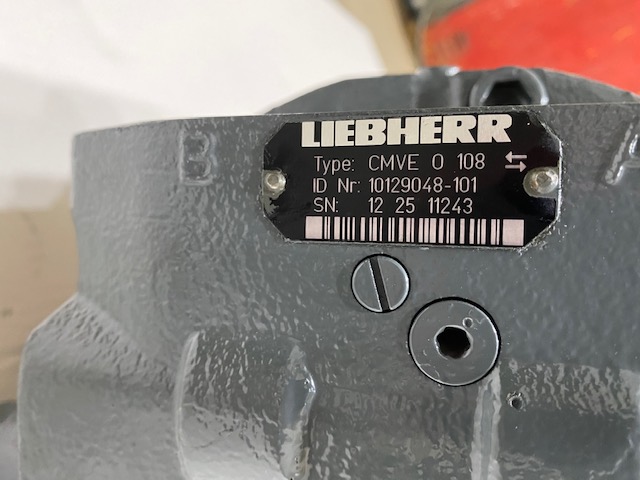 LIEBHERR
B
Type: CMVE 0 108
ID Nr: 10129048-101
SN: 12 25 11243